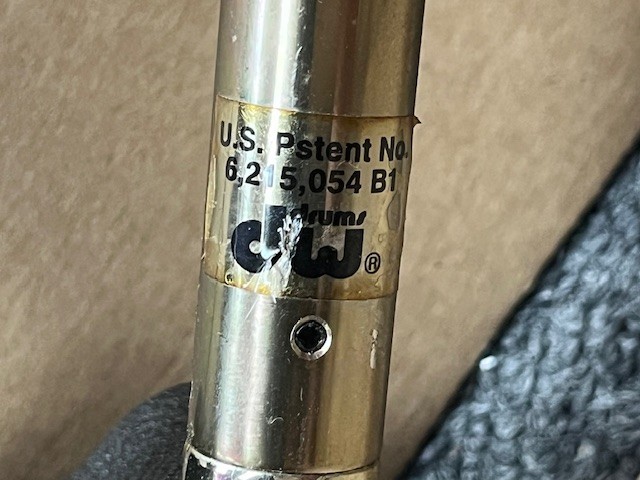 U.S. Pstent No.
6,215,054 B1
drums
dw®